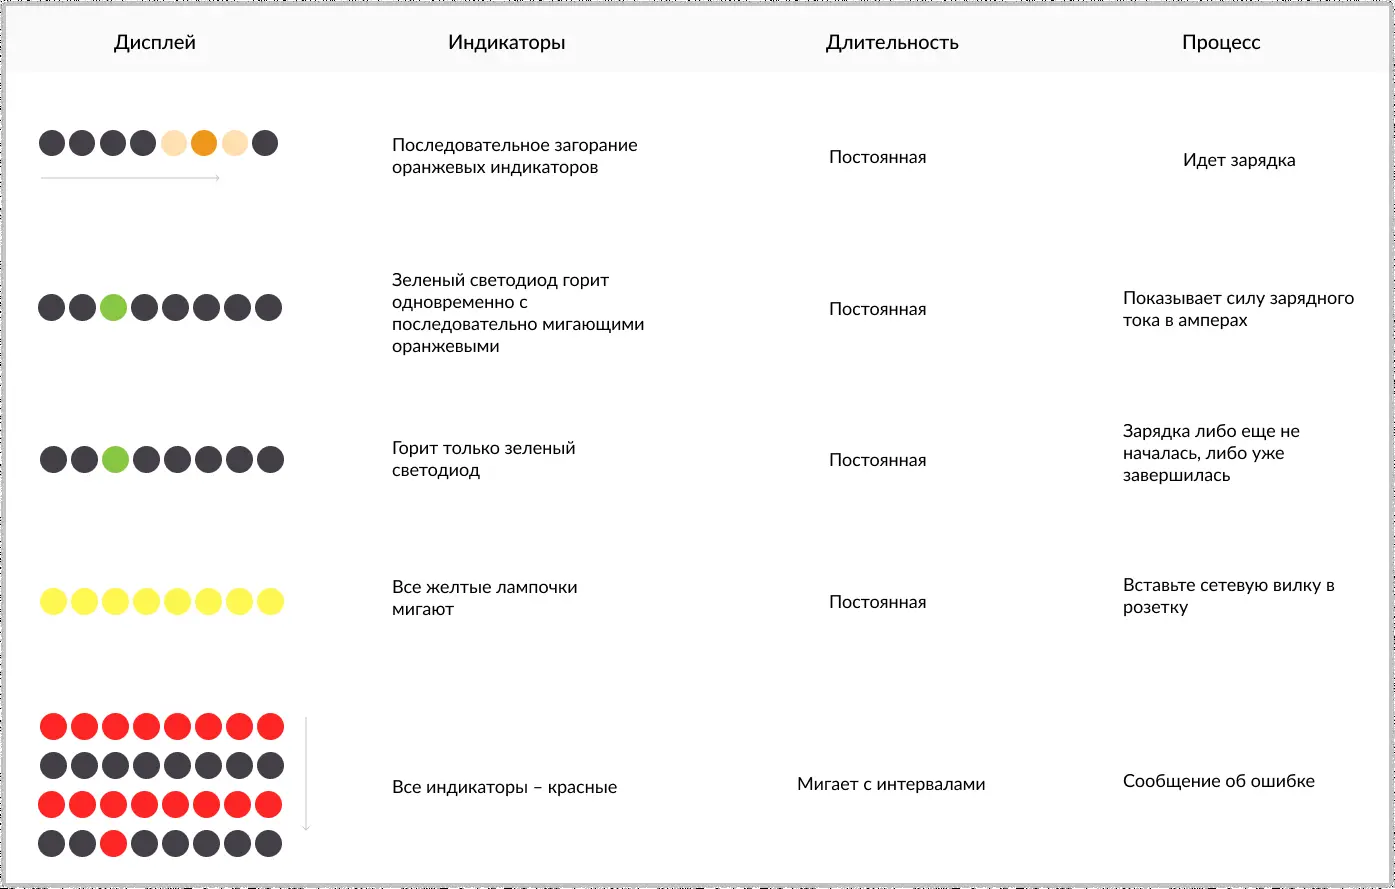 Дисплей Индикаторы Длительность Процесс
Последовательное загорание
оранжевых индикаторов
Постоянная
Идет зарядка
Зеленый светодиод горит
одновременно с
последовательно мигающими
оранжевыми
Постоянная
Показывает силу зарядного
тока в амперах
Горит только зеленый
светодиод
Постоянная
Зарядка либо еще не
началась, либо уже
завершилась
Все желтые лампочки
мигают
Постоянная
Вставьте сетевую вилку в
розетку
Все индикаторы – красные
Мигает с интервалами
Сообщение об ошибке